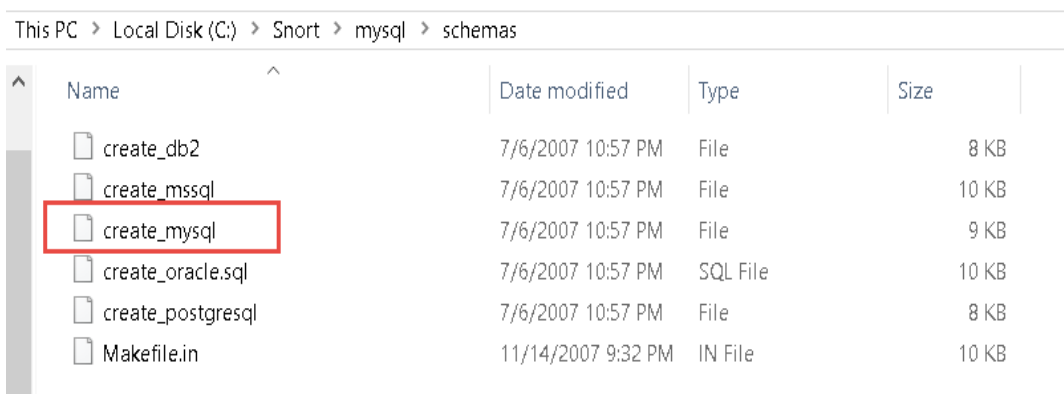 This PC > Local Disk (C:) > Snort > mysql > schemas
Name Date modified Type Size
create_db2 7/6/2007 10:57 PM File 8 KB
create_mssql 7/6/2007 10:57 PM File 10 KB
create_mysql 7/6/2007 10:57 PM File 9 KB
create_oracle.sql 7/6/2007 10:57 PM SQL File 10 KB
create_postgresql 7/6/2007 10:57 PM File 8 KB
Makefile.in 11/14/2007 9:32 PM IN File 10 KB